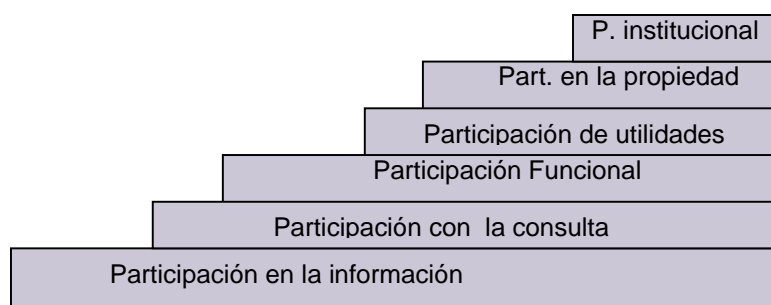 P. institucional
Part. en la propiedad
Participación de utilidades
Participación Funcional
Participación con la consulta
Participación en la información